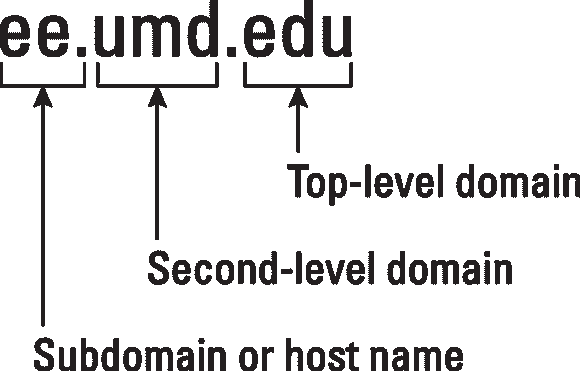 ee.umd.edu
Top-level domain
Second-level domain
Subdomain or host name